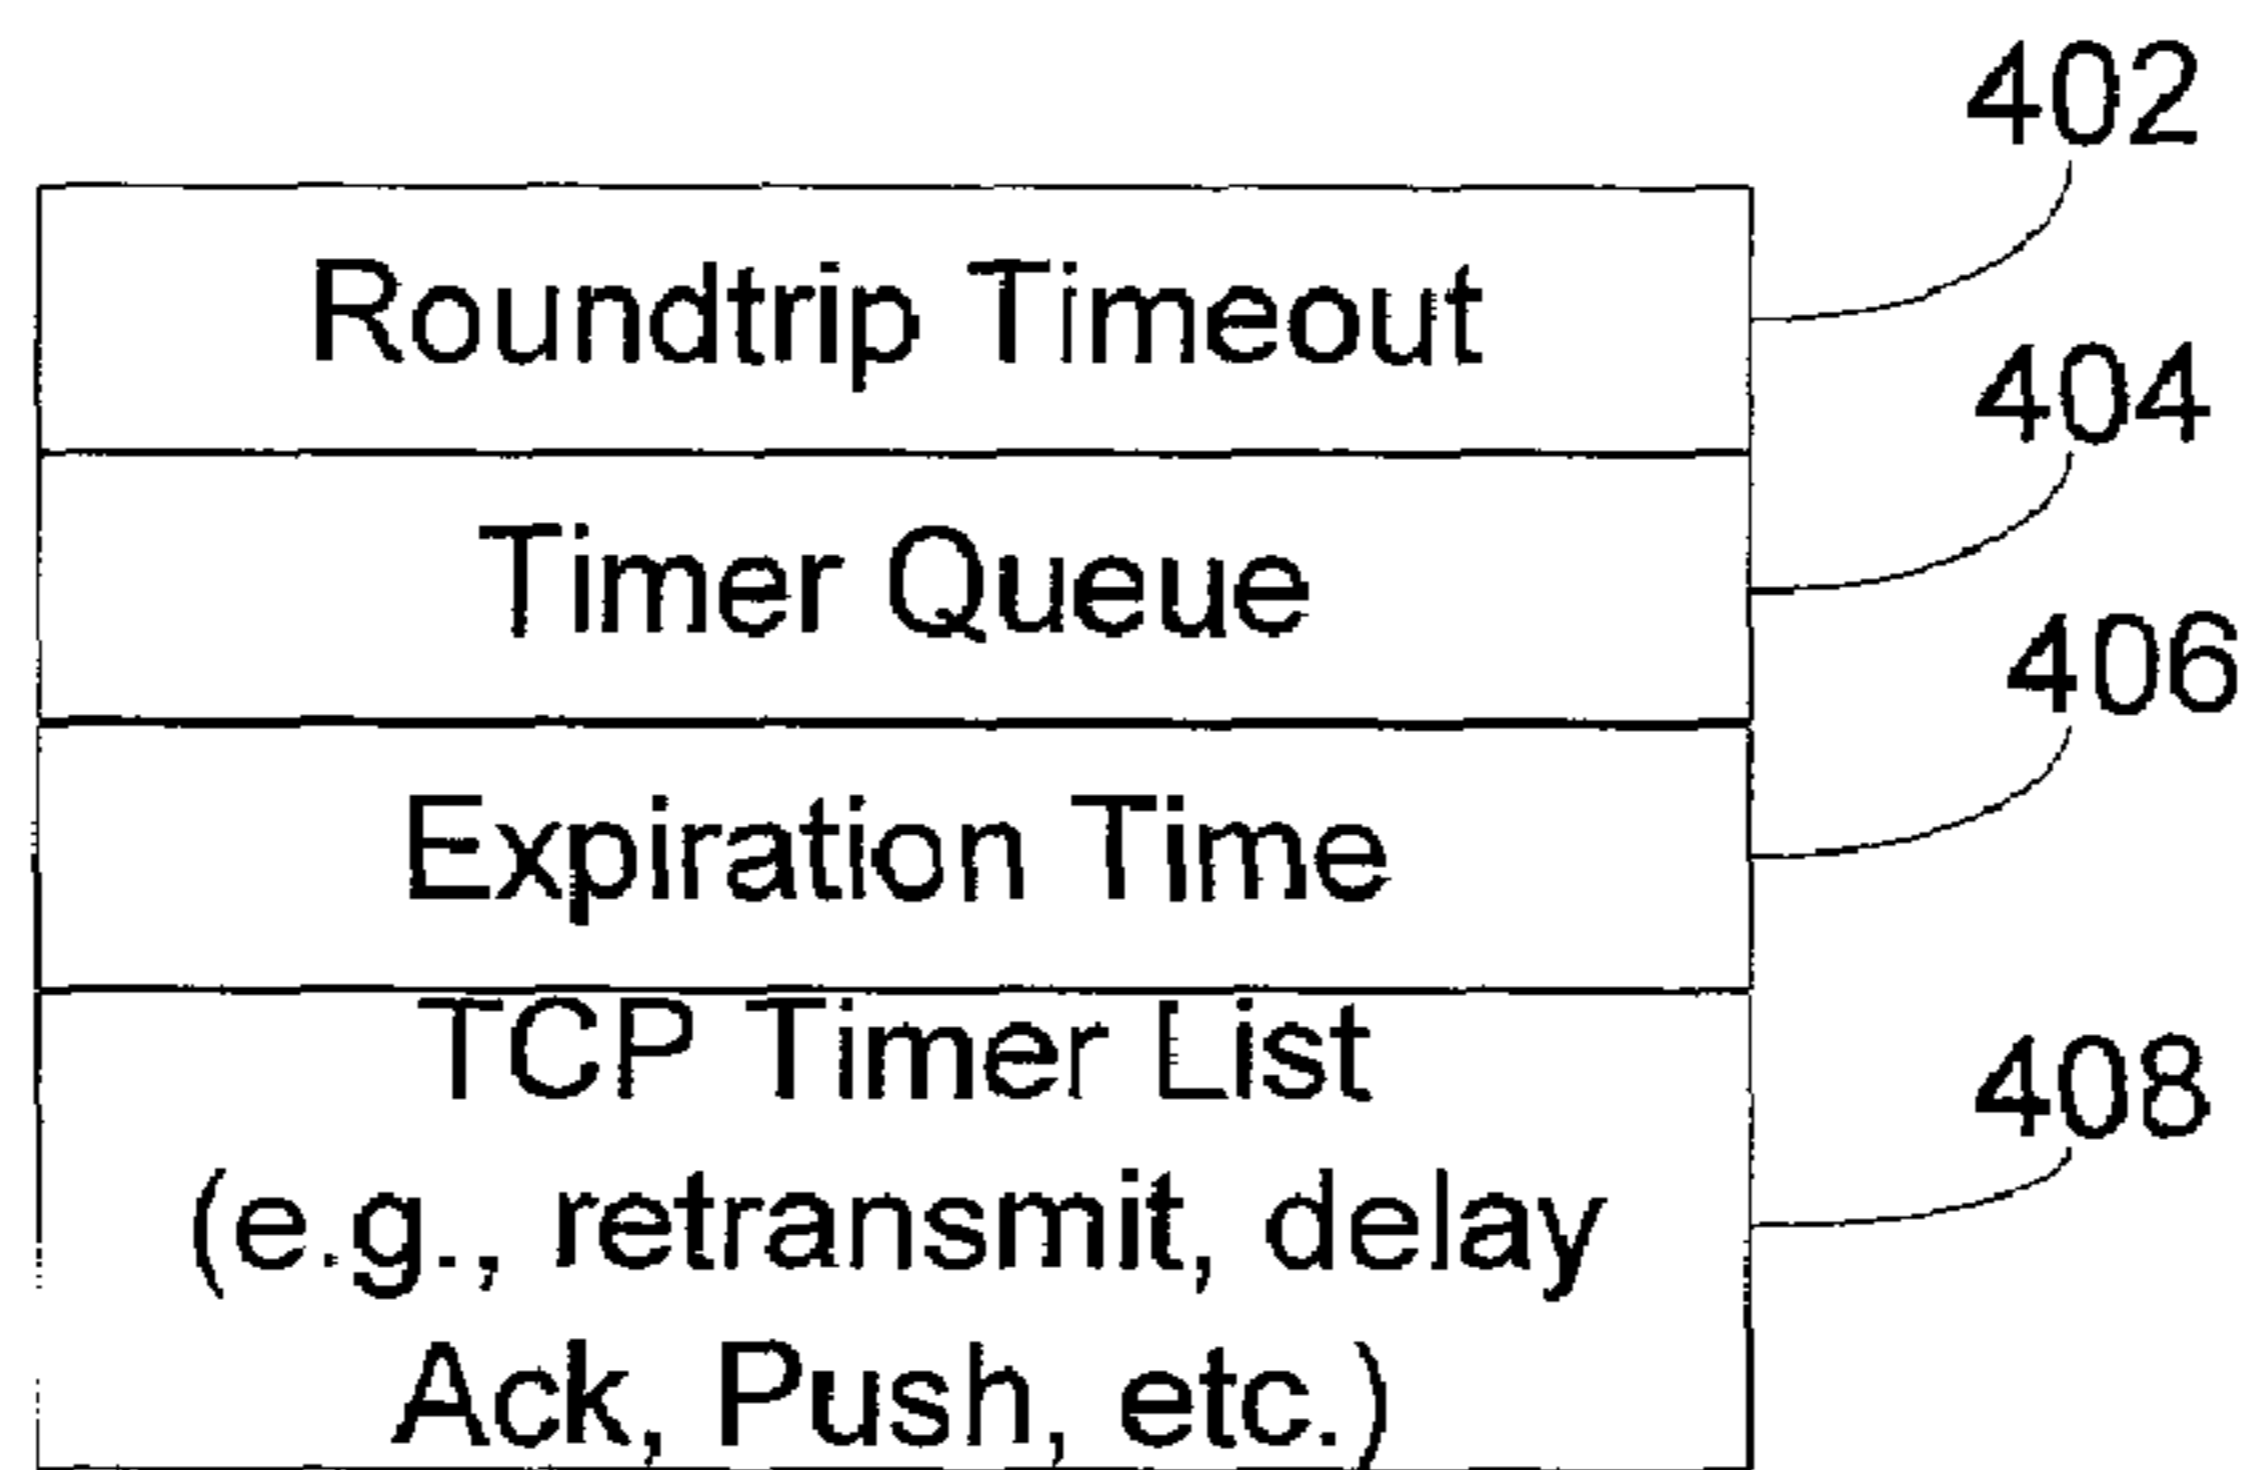 402
Roundtrip Timeout
404
Timer Queue
406
Expiration Time
TCP Timer List
408
(e.g., retransmit, delay
Ack, Push, etc.)